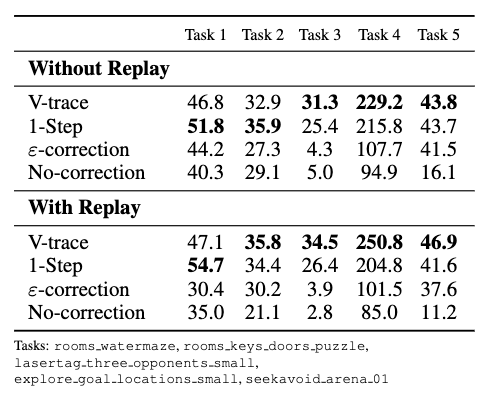 Task 1 Task 2 Task 3 Task 4 Task 5
Without Replay
V-trace 46.8 32.9 31.3 229.2 43.8
1-Step 51.8 35.9 25.4 215.8 43.7
ε-correction 44.2 27.3 4.3 107.7 41.5
No-correction 40.3 29.1 5.0 94.9 16.1
With Replay
V-trace 47.1 35.8 34.5 250.8 46.9
1-Step 54.7 34.4 26.4 204.8 41.6
ε-correction 30.4 30.2 3.9 101.5 37.6
No-correction 35.0 21.1 2.8 85.0 11.2
Tasks: rooms_watermaze, rooms_keys_doors_puzzle,
lasertag_three_opponents_small,
explore_goal_locations_small, seekavoid_arena_01